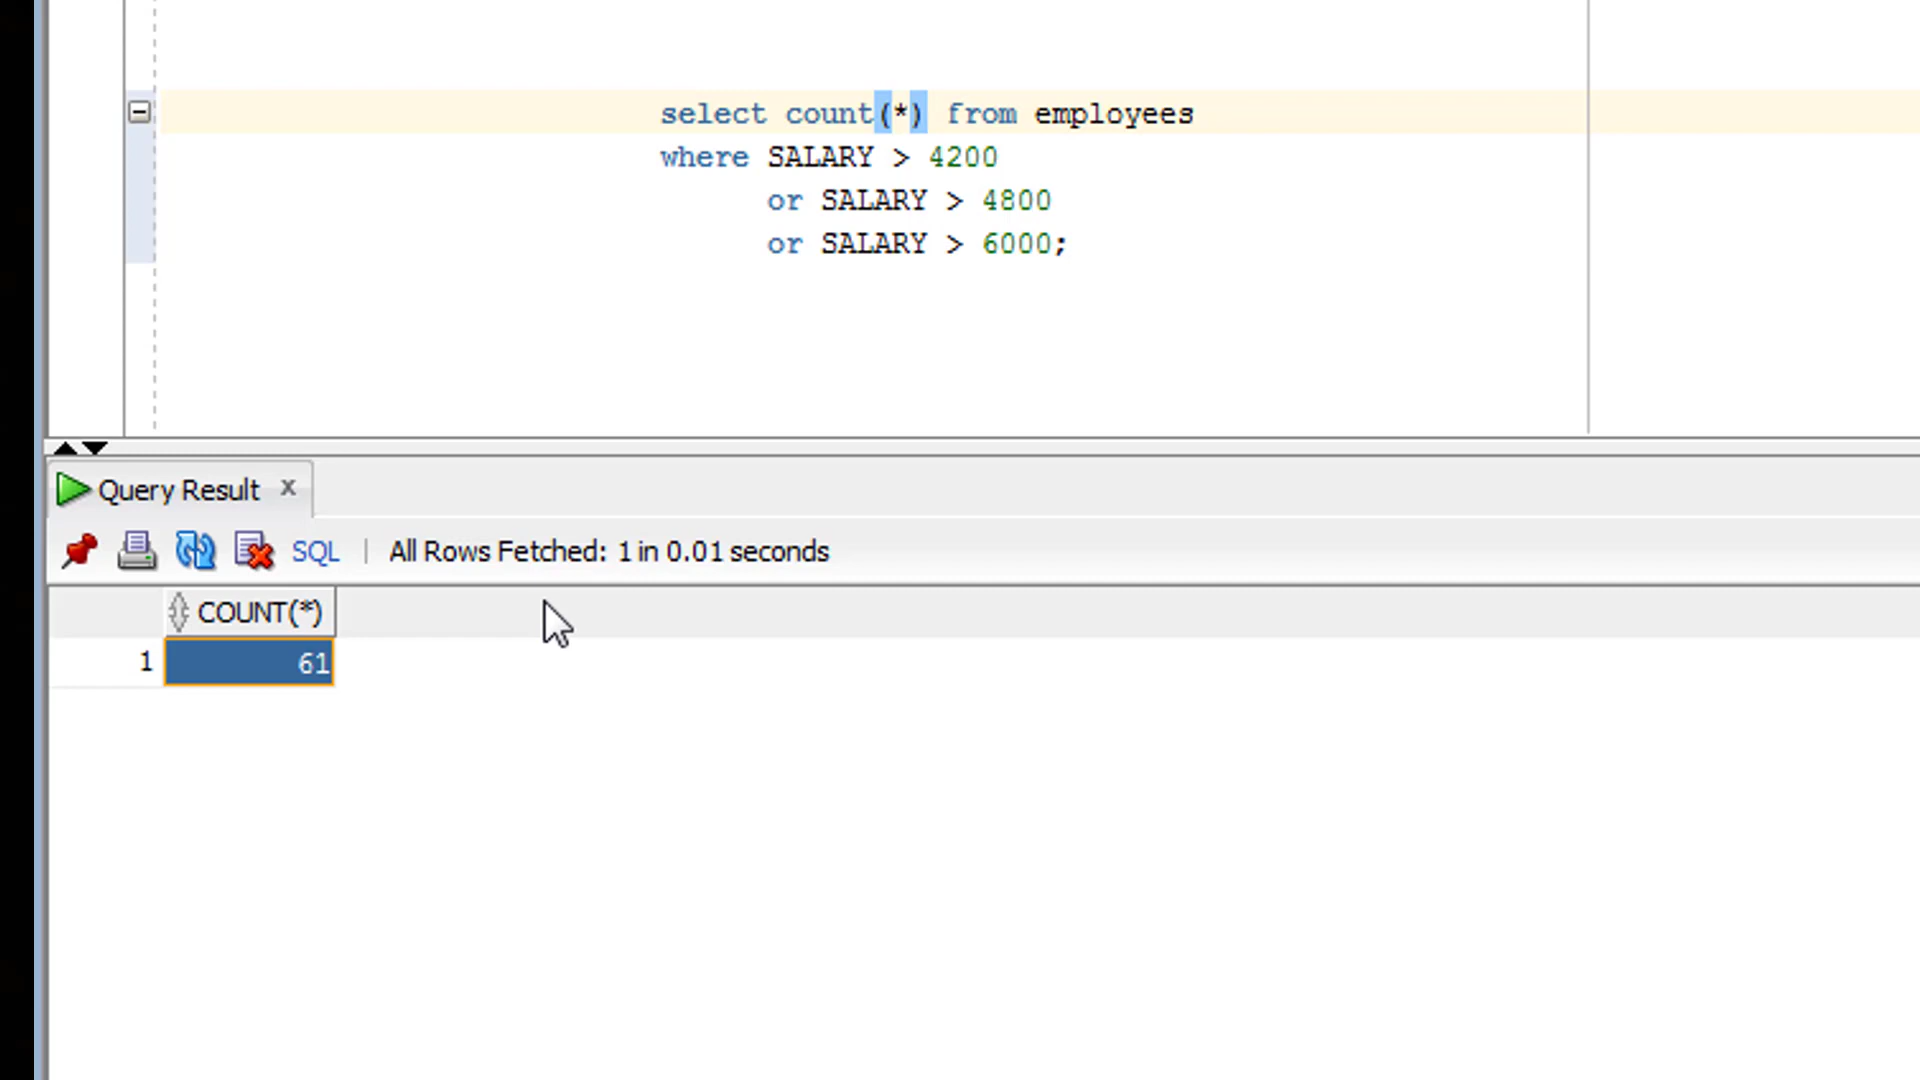 select count(*) from employees
where SALARY > 4200
or SALARY > 4800
or SALARY > 6000;
Query Result x
SQL | All Rows Fetched: 1 in 0.01 seconds
COUNT(*)
1 61